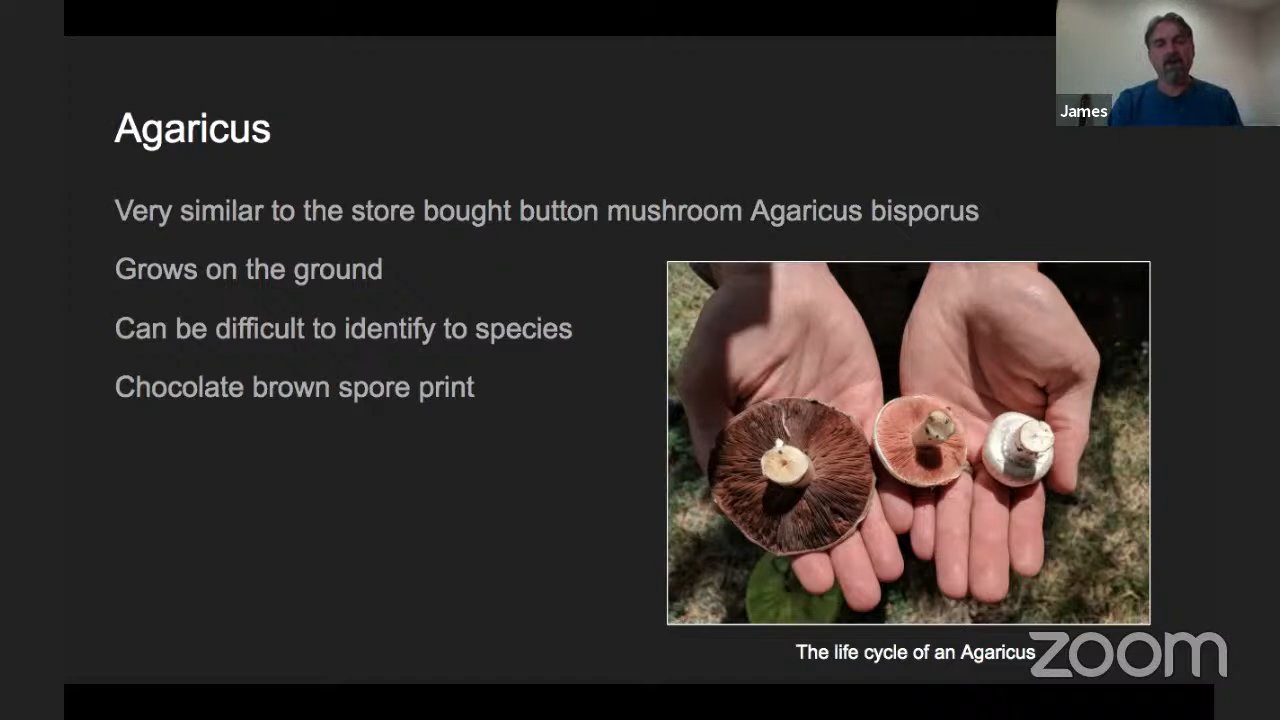 James
Agaricus
Very similar to the store bought button mushroom Agaricus bisporus
Grows on the ground
Can be difficult to identify to species
Chocolate brown spore print
The life cycle of an Agaricus
zoom